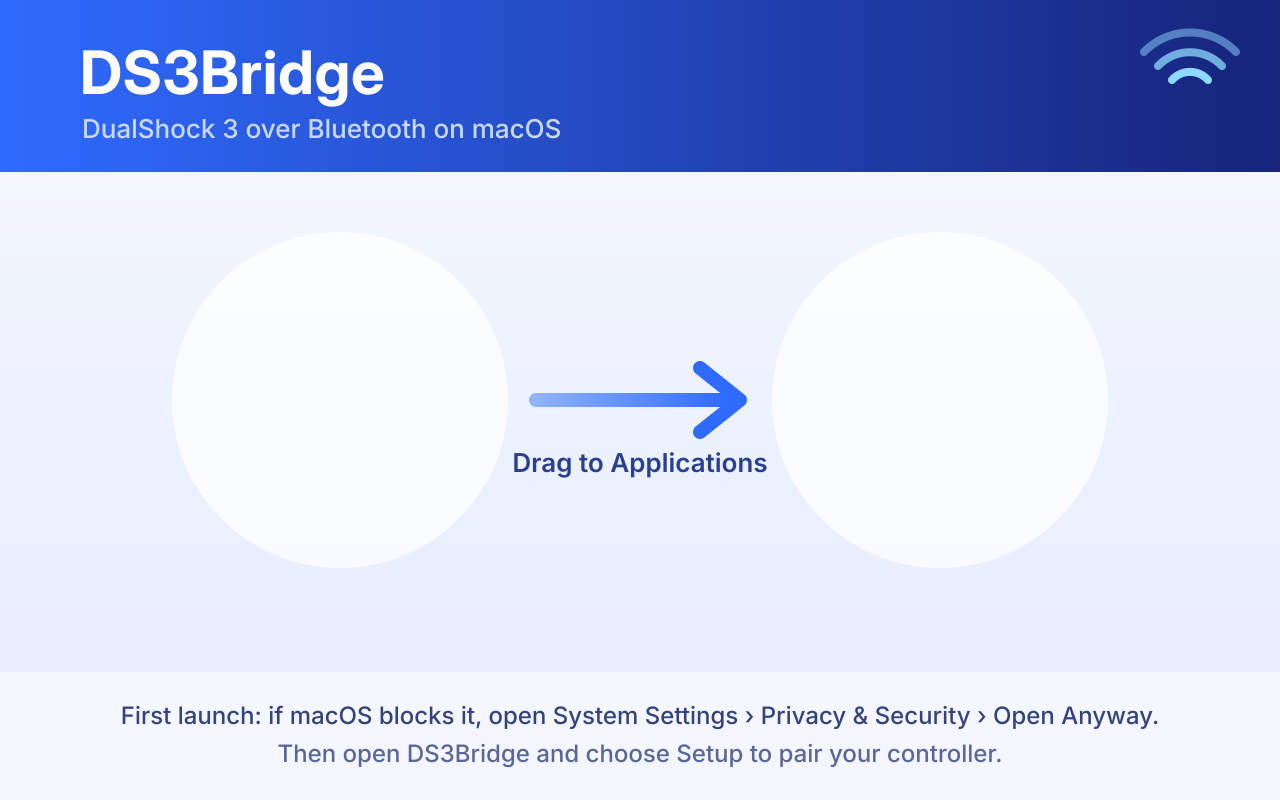 DS3Bridge
DualShock 3 over Bluetooth on macOS
Drag to Applications
First launch: if macOS blocks it, open System Settings › Privacy & Security › Open Anyway.
Then open DS3Bridge and choose Setup to pair your controller.